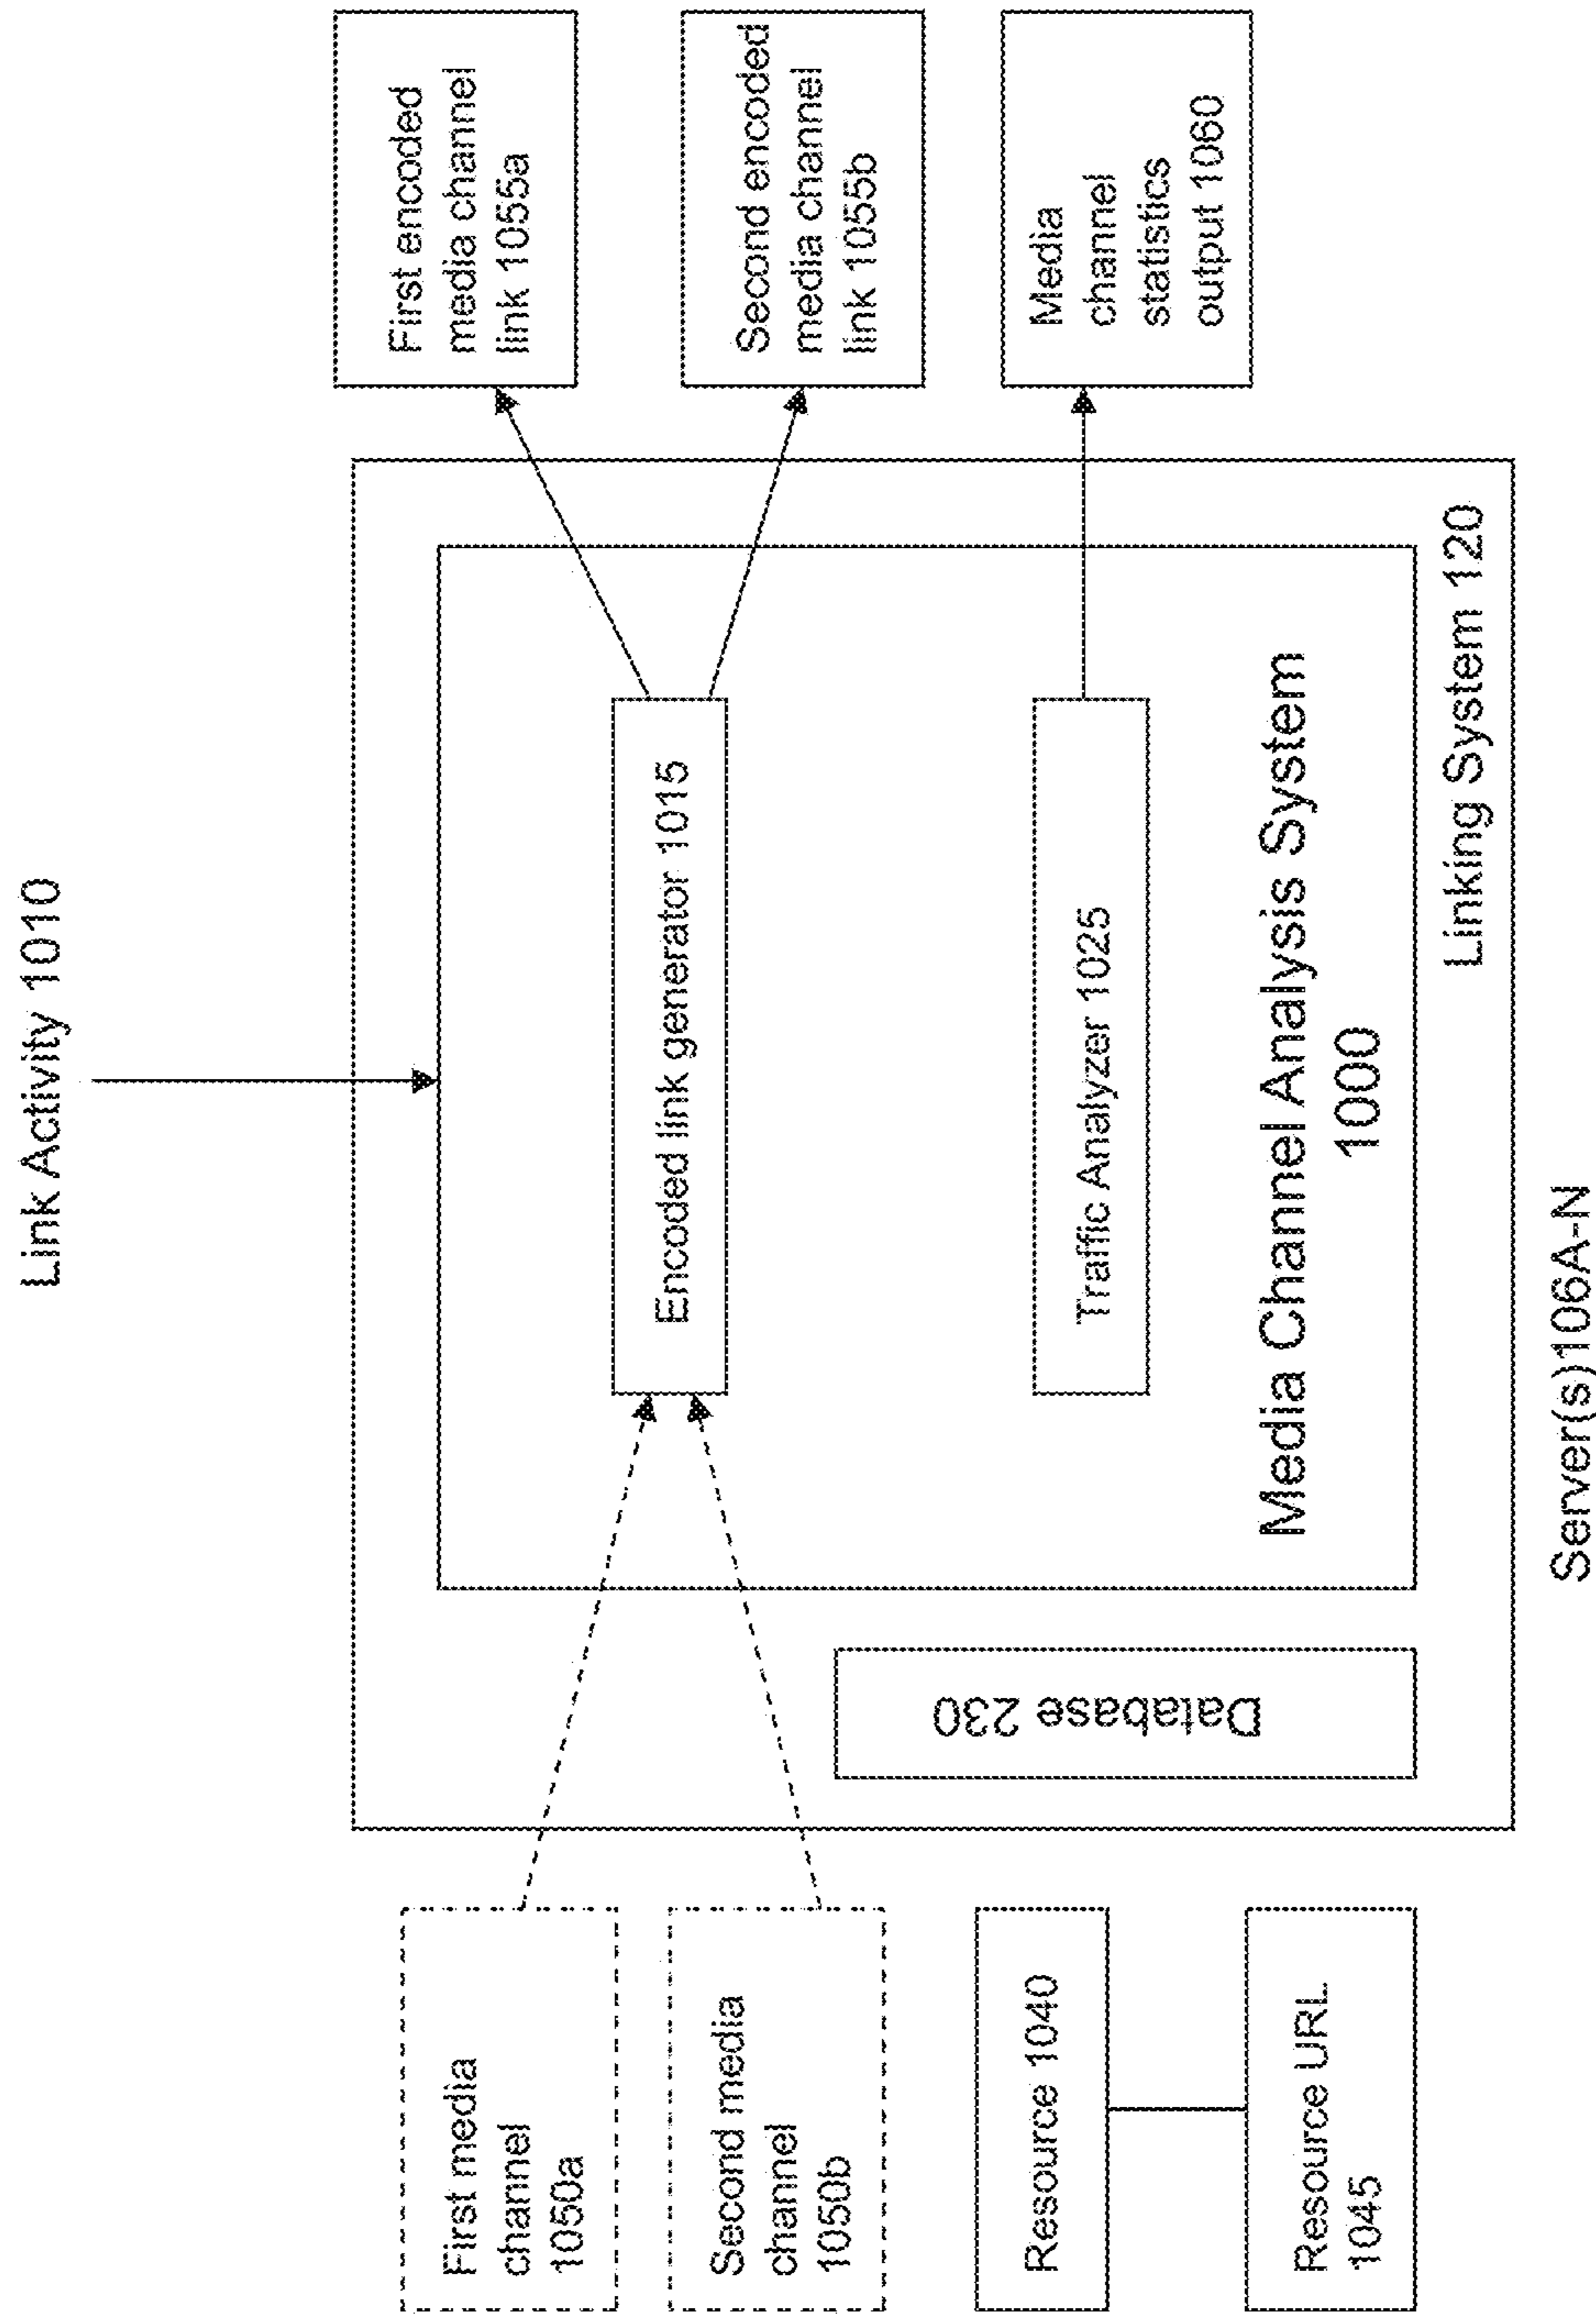 Link Activity 1010
First media
channel
1050a
Second media
channel
1050b
Resource 1040
Resource URL
1045
Database 230
Encoded link generator 1015
Traffic Analyzer 1025
Media Channel Analysis System
1000
Linking System 120
Server(s)106A-N
First encoded
media channel
link 1055a
Second encoded
media channel
link 1055b
Media
channel
statistics
output 1060